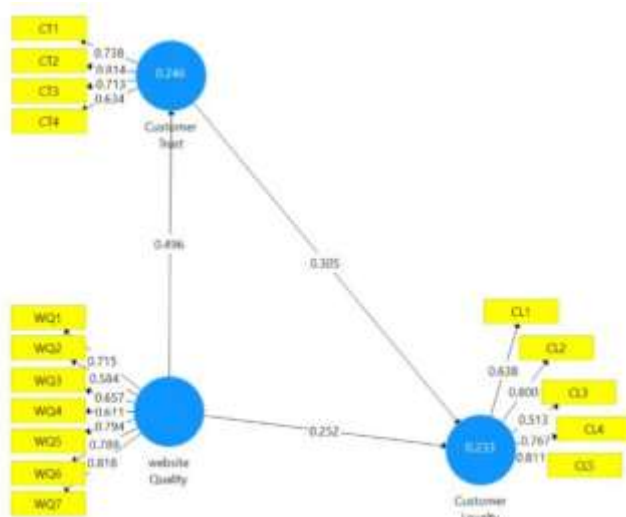 CT1
CT2
CT3
CT4
0.738
0.814
0.713
0.634
0.246
Customer
Trust
0.496
0.305
WQ1
WQ2
WQ3
WQ4
WQ5
WQ6
WQ7
0.715
0.584
0.657
0.611
0.794
0.788
0.818
website
Quality
0.252
CL1
CL2
CL3
CL4
CL5
0.638
0.800
0.513
0.767
0.811
0.233
Customer